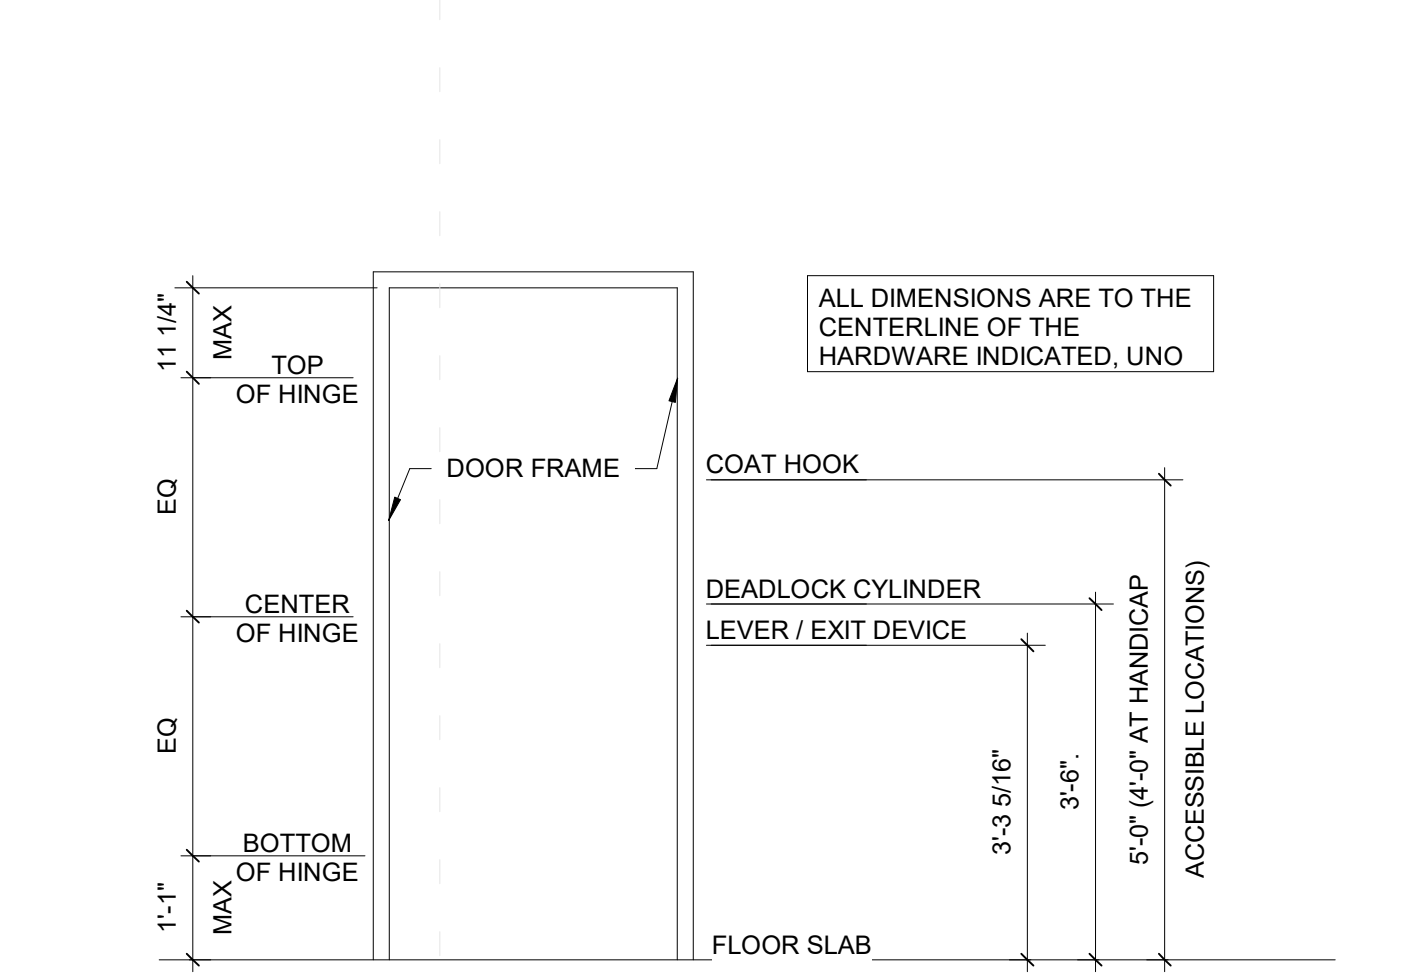 ALL DIMENSIONS ARE TO THE
CENTERLINE OF THE
HARDWARE INDICATED, UNO
11 1/4"
MAX
TOP
OF HINGE
EQ
DOOR FRAME
COAT HOOK
CENTER
OF HINGE
DEADLOCK CYLINDER
LEVER / EXIT DEVICE
EQ
3'-3 5/16"
3'-6".
5'-0" (4'-0" AT HANDICAP
ACCESSIBLE LOCATIONS)
BOTTOM
OF HINGE
1'-1"
MAX
FLOOR SLAB